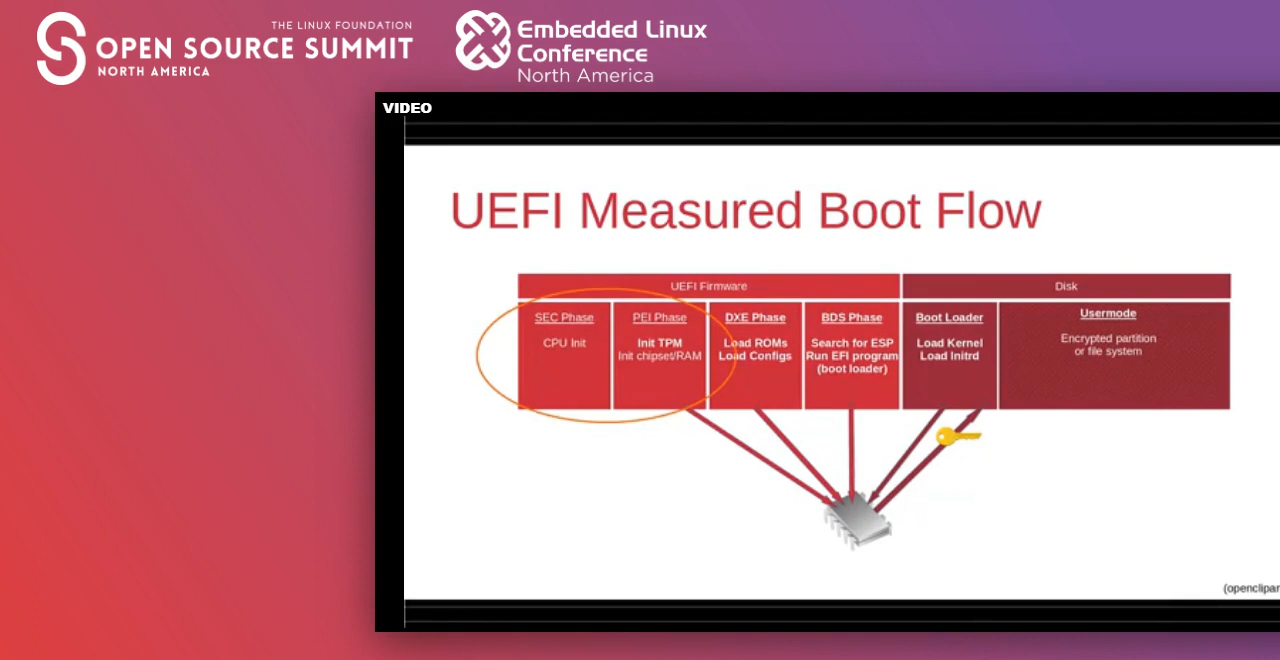 THE LINUX FOUNDATION
OPEN SOURCE SUMMIT
NORTH AMERICA
Embedded Linux
Conference
North America
VIDEO
UEFI Measured Boot Flow
UEFI Firmware
Disk
SEC Phase
CPU Init
PEI Phase
Init TPM
Init chipset/RAM
DXE Phase
Load ROMs
Load Configs
BDS Phase
Search for ESP
Run EFI program
(boot loader)
Boot Loader
Load Kernel
Load Initrd
Usermode
Encrypted partition
or file system
(openclipar